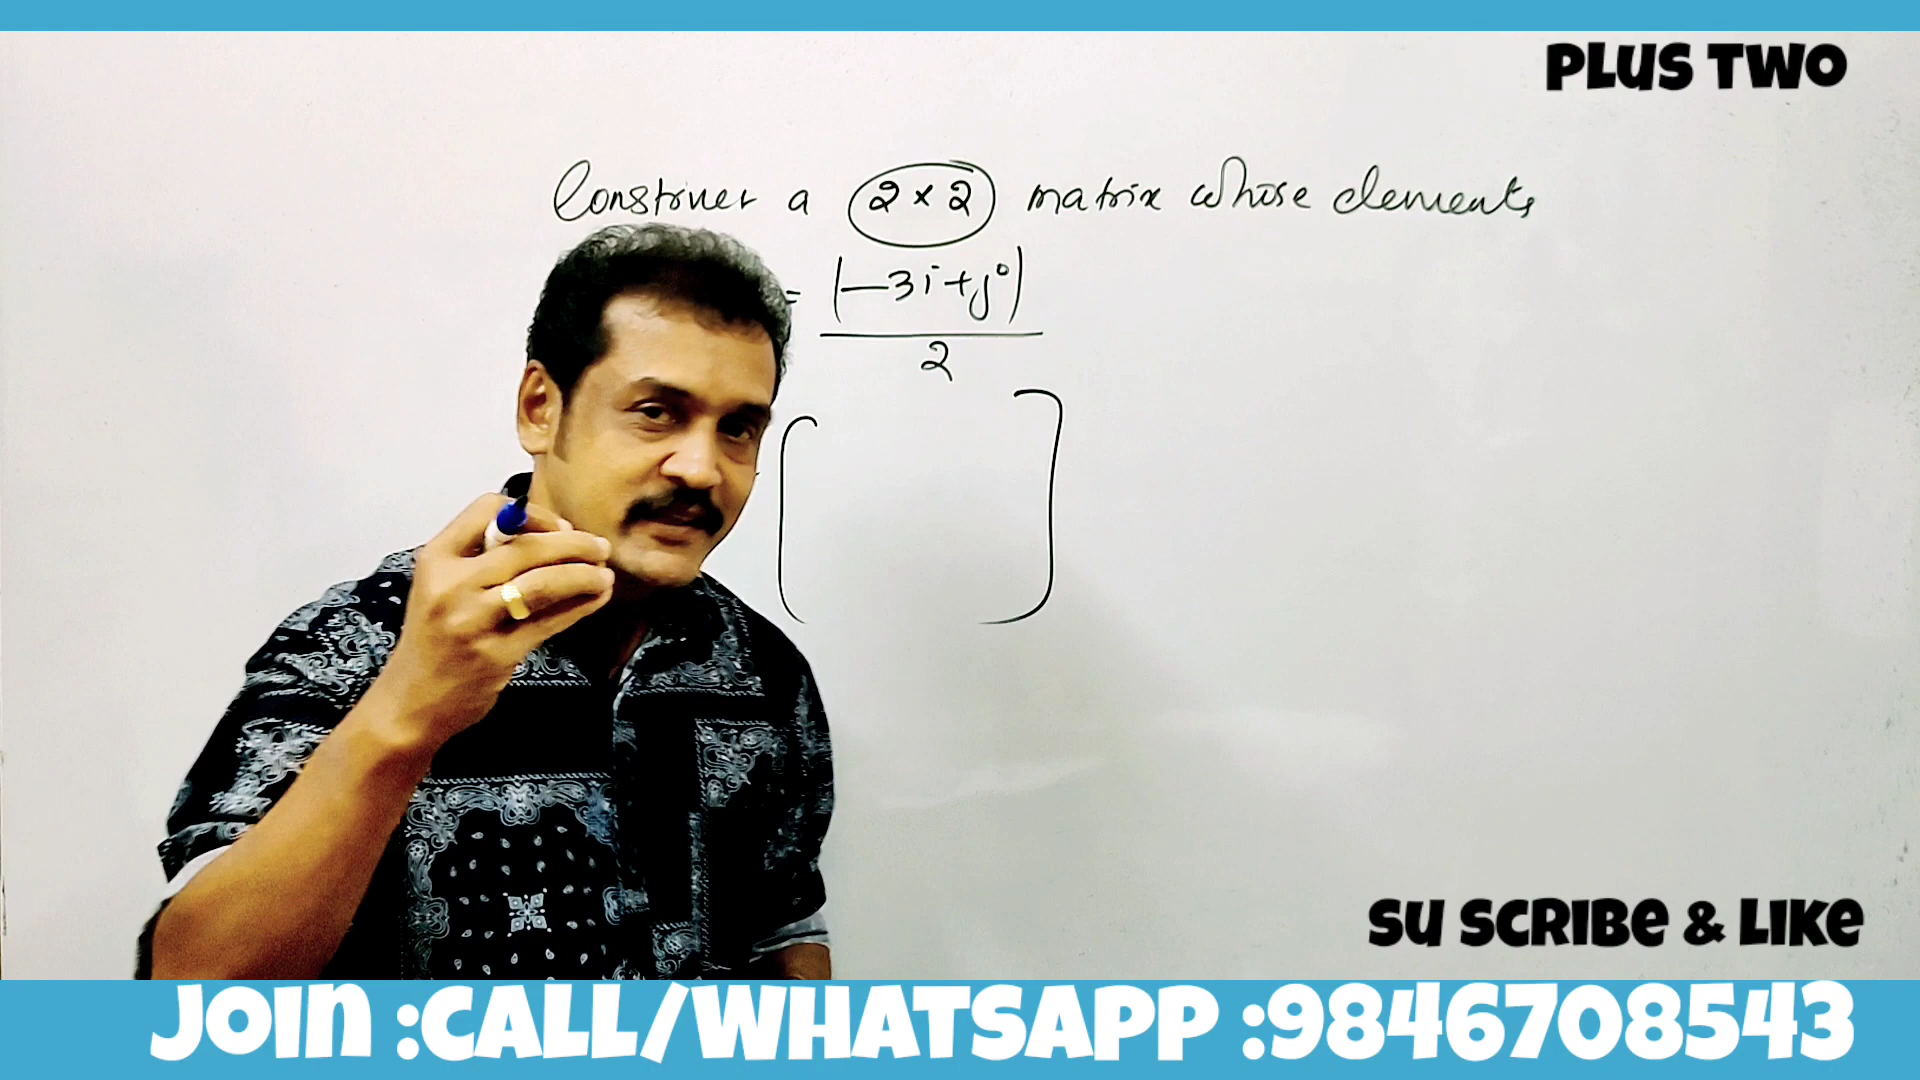 PLUS TWO
Construct a 2 × 2 matrix whose elements
= |-3i+j|
2
SU SCRIBE & LIKE
JOIN :CALL/WHATSAPP :9846708543